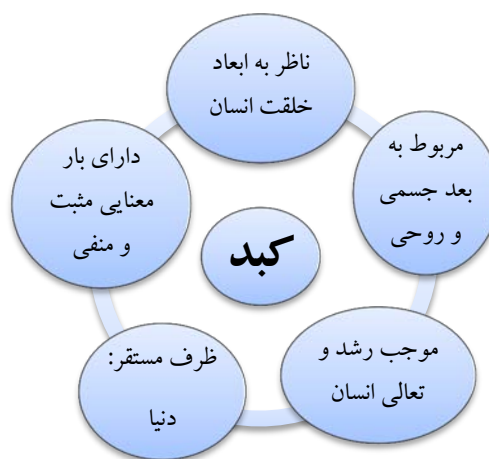 ناظر به ابعاد
خلقت انسان
مربوط به
بعد جسمی
و روحی
موجب رشد و
تعالی انسان
ظرف مستقر:
دنیا
دارای بار
معنایی مثبت
و منفی
کبد